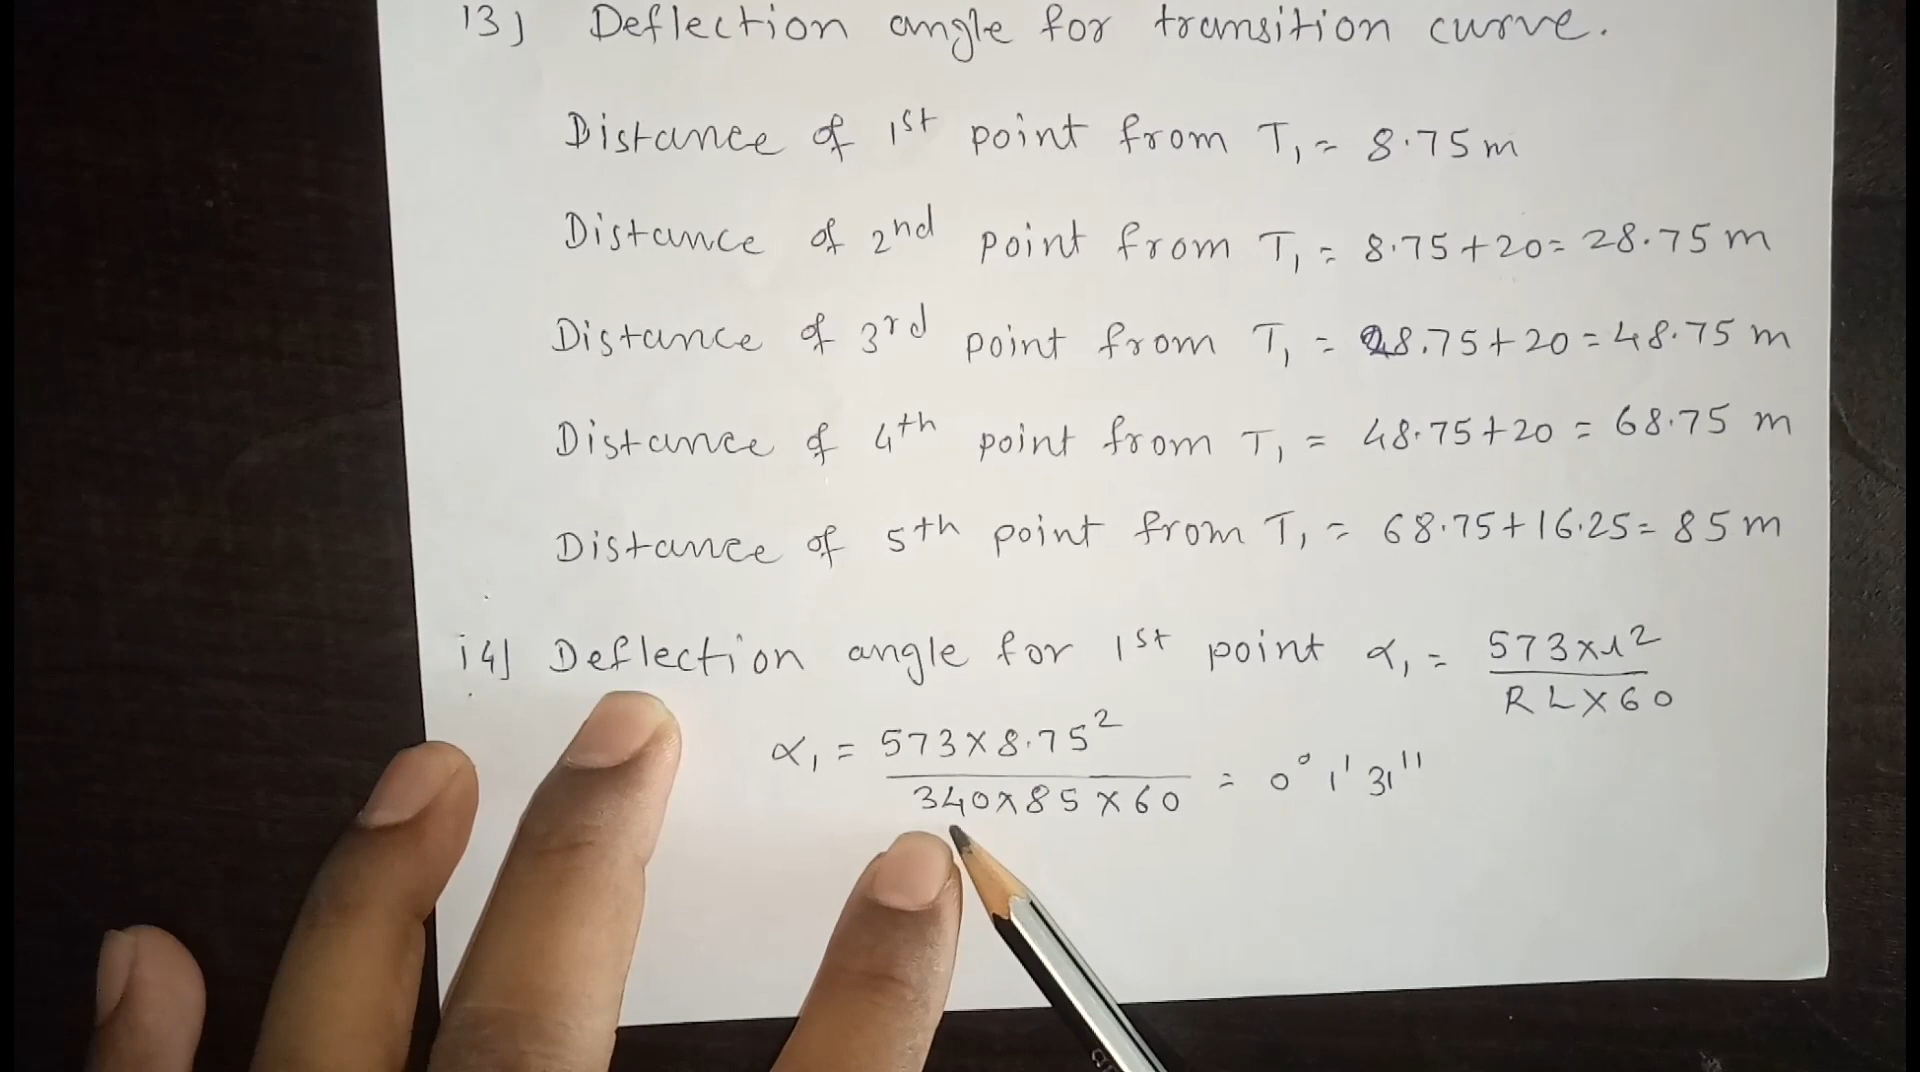 13) Deflection angle for transition curve.
Distance of 1st point from T₁ = 8.75 m
Distance of 2nd point from T₁ = 8.75 + 20 = 28.75 m
Distance of 3rd point from T₁ = 28.75 + 20 = 48.75 m
Distance of 4th point from T₁ = 48.75 + 20 = 68.75 m
Distance of 5th point from T₁ = 68.75 + 16.25 = 85 m
14) Deflection angle for 1st point α₁ = 573 × l²
RL × 60
α₁ = 573 × 8.75²
340 × 85 × 60 = 0° 1' 31"